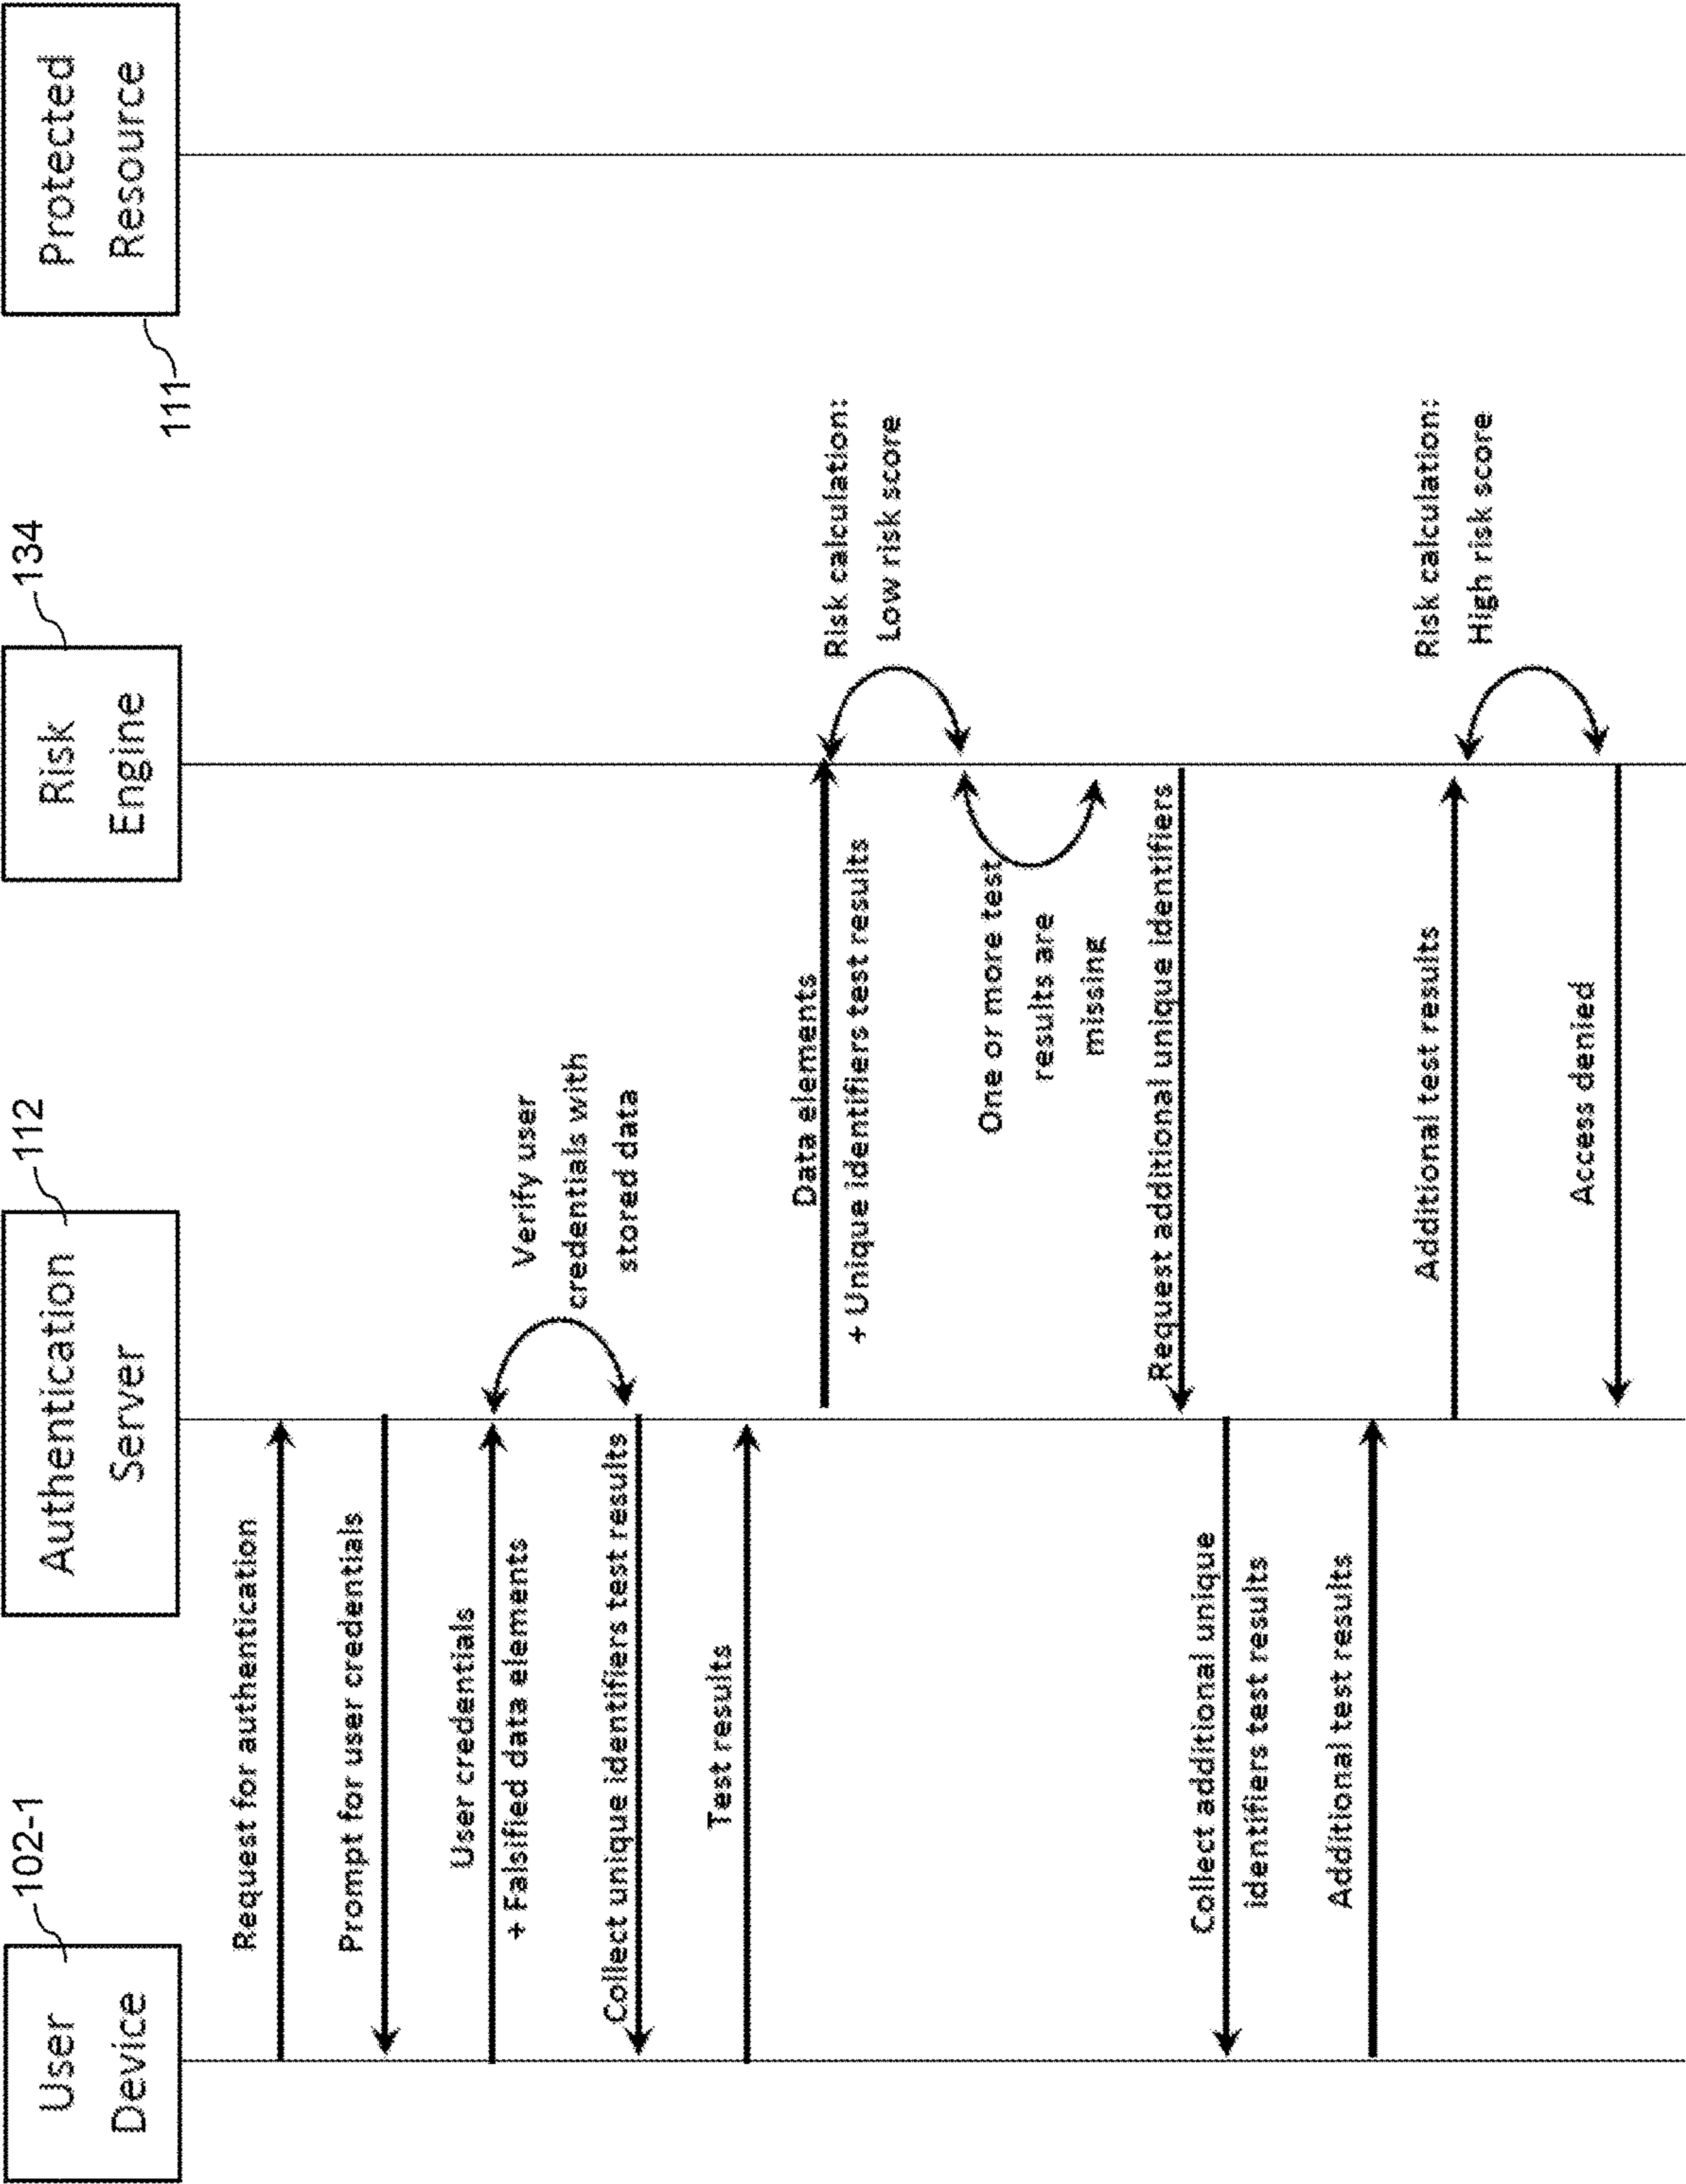 102-1
User
Device
112
Authentication
Server
134
Risk
Engine
111
Protected
Resource
Request for authentication
Prompt for user credentials
User credentials
+ Falsified data elements
Verify user
credentials with
stored data
Collect unique identifiers test results
Test results
Data elements
+ Unique identifiers test results
Risk calculation:
Low risk score
One or more test
results are
missing
Request additional unique identifiers
Collect additional unique
identifiers test results
Additional test results
Additional test results
Risk calculation:
High risk score
Access denied